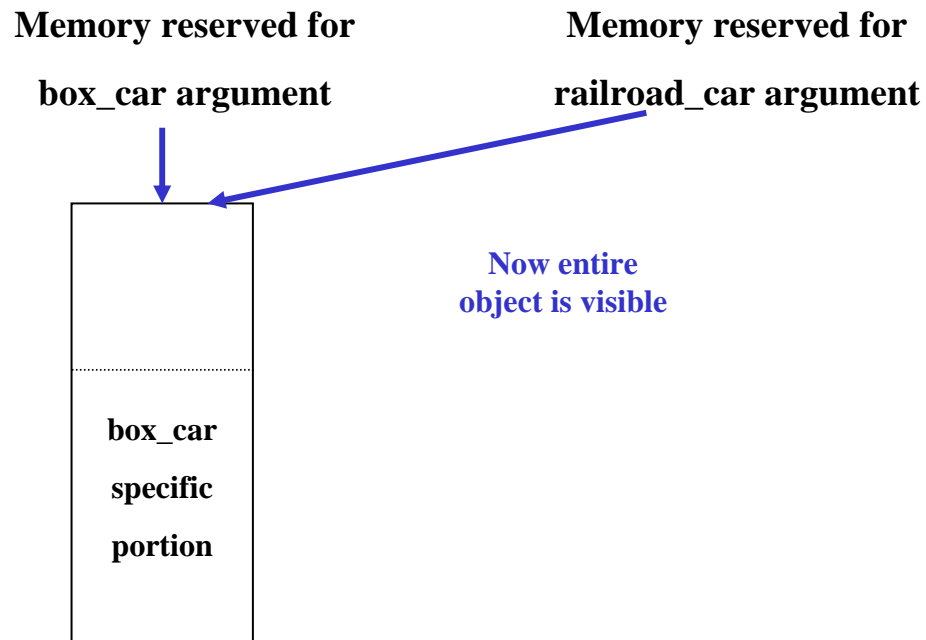 Memory reserved for
box_car argument
Memory reserved for
railroad_car argument
Now entire
object is visible
box_car
specific
portion